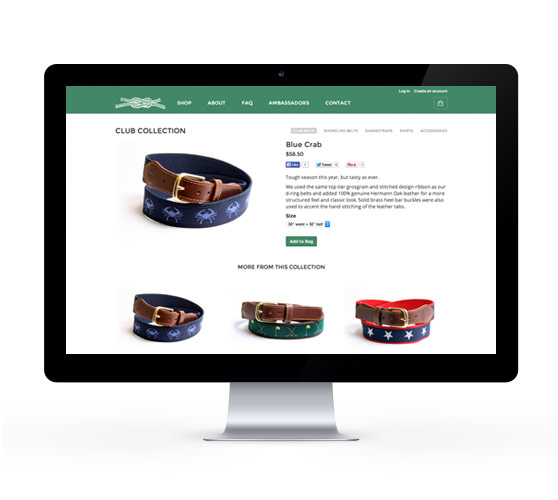 Log in Create an account
SHOP ABOUT FAQ AMBASSADORS CONTACT
CLUB COLLECTION
CLUB BELTS SHORELINE BELTS SHADESTRAPS SHIRTS ACCESSORIES
Blue Crab
$58.50
Like Tweet Pin it
Tough season this year, but tasty as ever.
We used the same top tier grosgrain and stitched design ribbon as our
d-ring belts and added 100% genuine Hermann Oak leather for a more
structured feel and classic look. Solid brass heel bar buckles were also
used to accent the hand stitching of the leather tabs.
Size
30" waist = 32" belt
Add to Bag
MORE FROM THIS COLLECTION